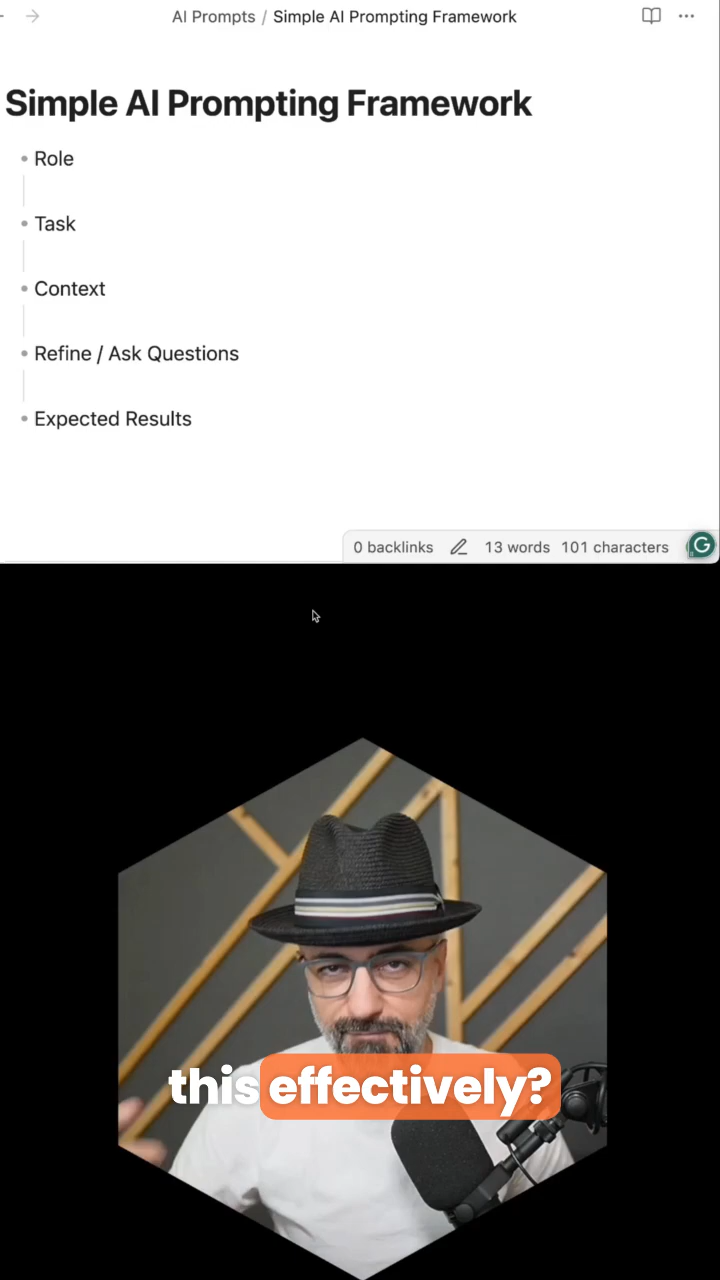 AI Prompts / Simple AI Prompting Framework
Simple AI Prompting Framework
Role
Task
Context
Refine / Ask Questions
Expected Results
0 backlinks 13 words 101 characters
this effectively?